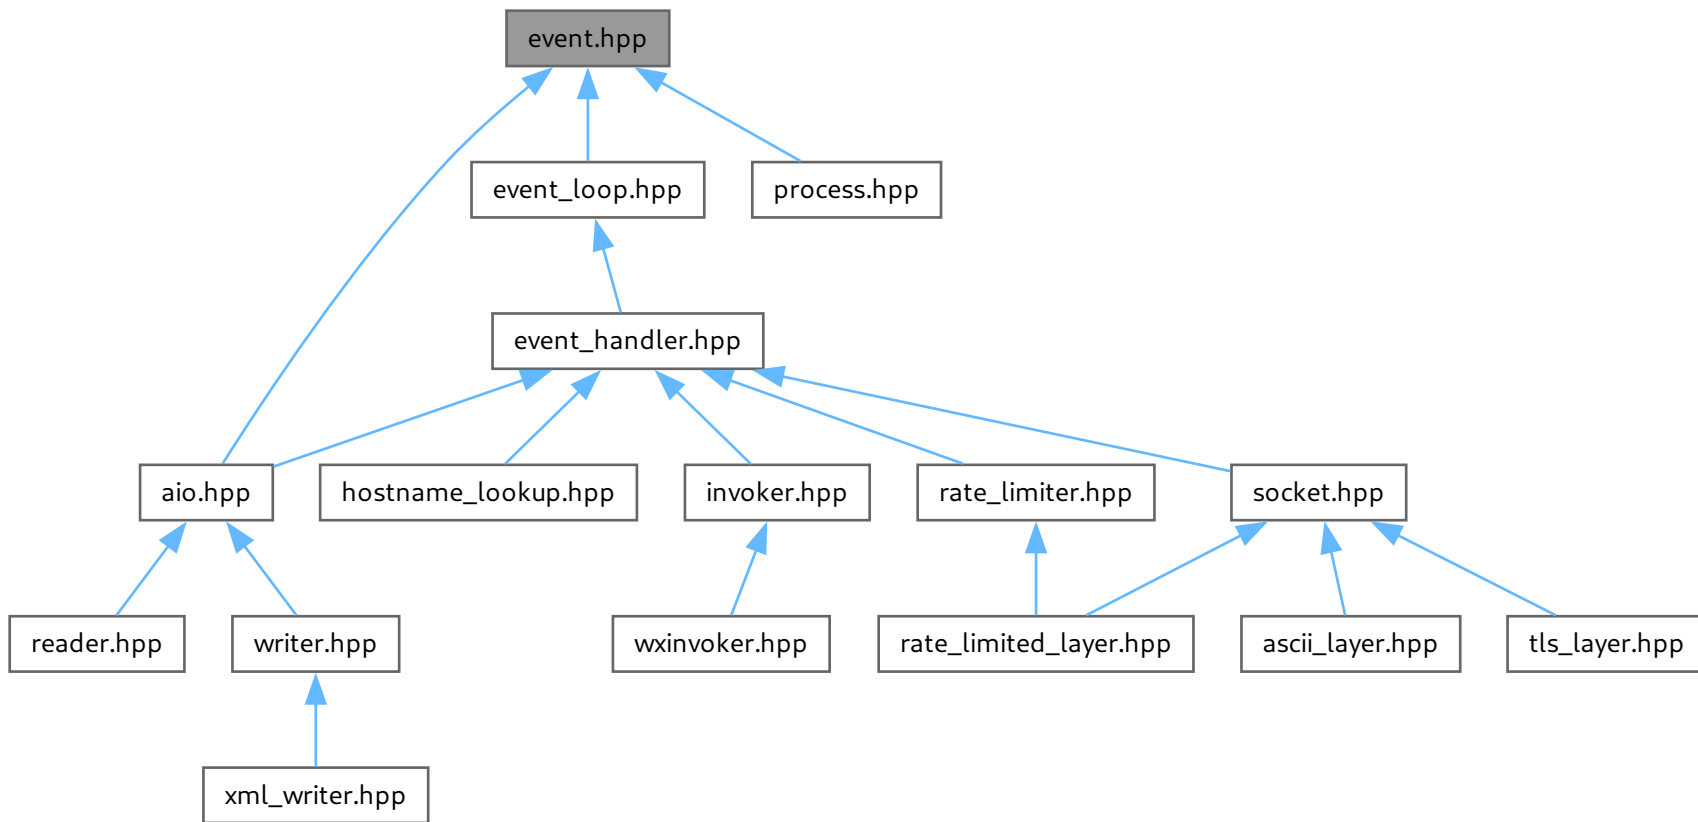 event.hpp
event_loop.hpp
process.hpp
event_handler.hpp
aio.hpp
hostname_lookup.hpp
invoker.hpp
rate_limiter.hpp
socket.hpp
reader.hpp
writer.hpp
wxinvoker.hpp
rate_limited_layer.hpp
ascii_layer.hpp
tls_layer.hpp
xml_writer.hpp